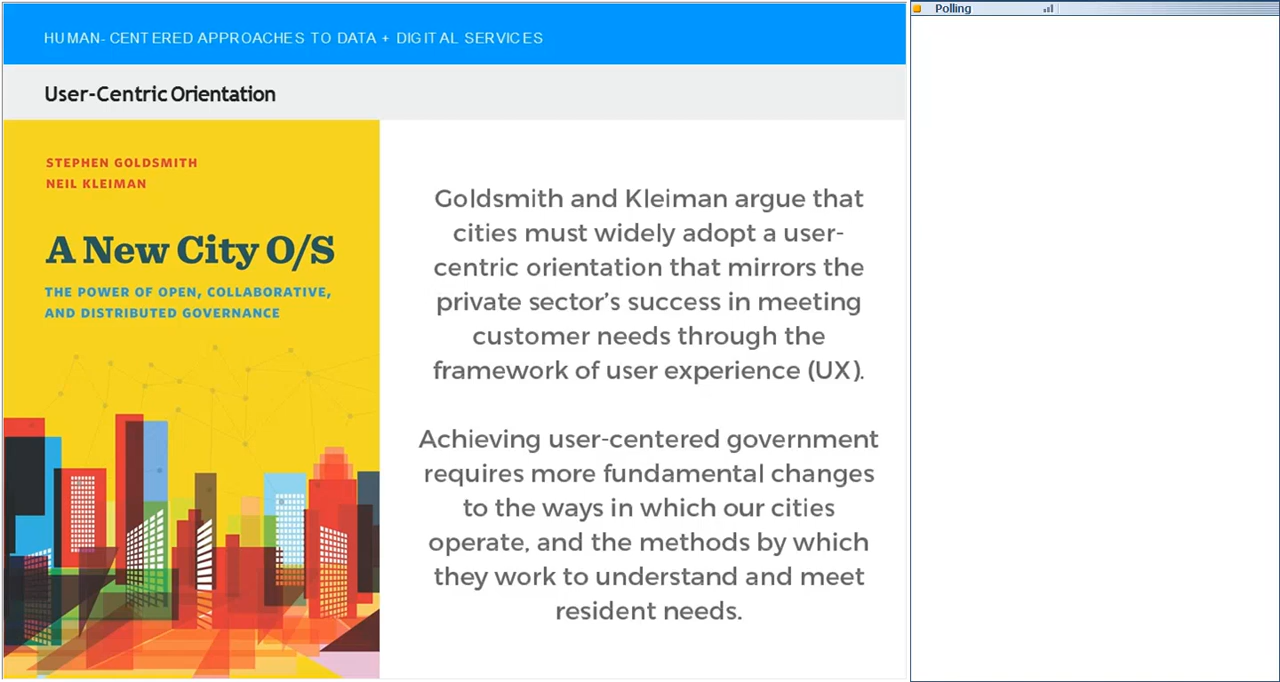 HUMAN-CENTERED APPROACHES TO DATA + DIGITAL SERVICES
Polling
User-Centric Orientation
STEPHEN GOLDSMITH
NEIL KLEIMAN
A New City O/S
THE POWER OF OPEN, COLLABORATIVE,
AND DISTRIBUTED GOVERNANCE
Goldsmith and Kleiman argue that
cities must widely adopt a user-
centric orientation that mirrors the
private sector's success in meeting
customer needs through the
framework of user experience (UX).
Achieving user-centered government
requires more fundamental changes
to the ways in which our cities
operate, and the methods by which
they work to understand and meet
resident needs.